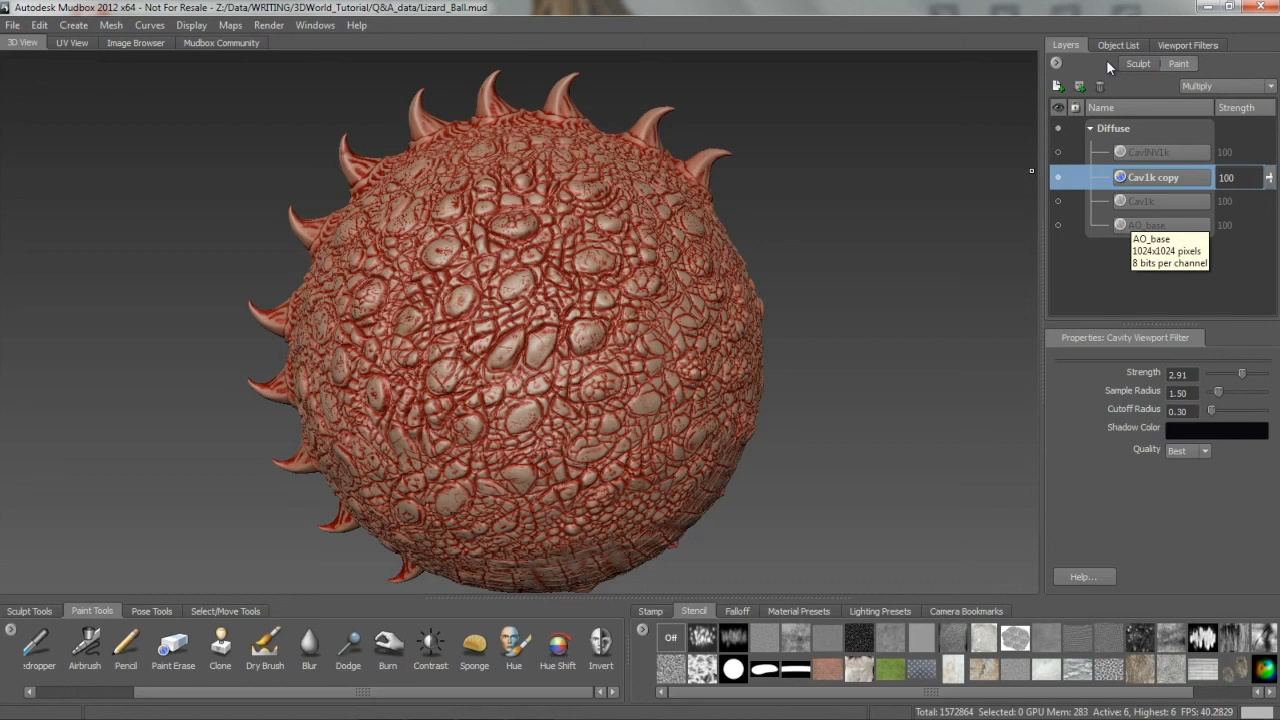 Autodesk Mudbox 2012 x64 - Not For Resale - Z:/Data/WRITING/3DWorld_Tutorial/Q&A_data/Lizard_Ball.mud
File Edit Create Mesh Curves Display Maps Render Windows Help
3D View UV View Image Browser Mudbox Community
Layers Object List Viewport Filters
Sculpt Paint
Multiply
Name Strength
Diffuse
CavINV1k 100
Cav1k copy 100
Cav1k 100
AO_base 100
AO_base
1024x1024 pixels
8 bits per channel
Properties: Cavity Viewport Filter
Strength 2.91
Sample Radius 1.50
Cutoff Radius 0.30
Shadow Color
Quality Best
Help...
Sculpt Tools Paint Tools Pose Tools Select/Move Tools
Stamp Stencil Falloff Material Presets Lighting Presets Camera Bookmarks
Off
:dropper Airbrush Pencil Paint Erase Clone Dry Brush Blur Dodge Burn Contrast Sponge Hue Hue Shift Invert
Total: 1572864 Selected: 0 GPU Mem: 283 Active: 6, Highest: 6 FPS: 40.2829